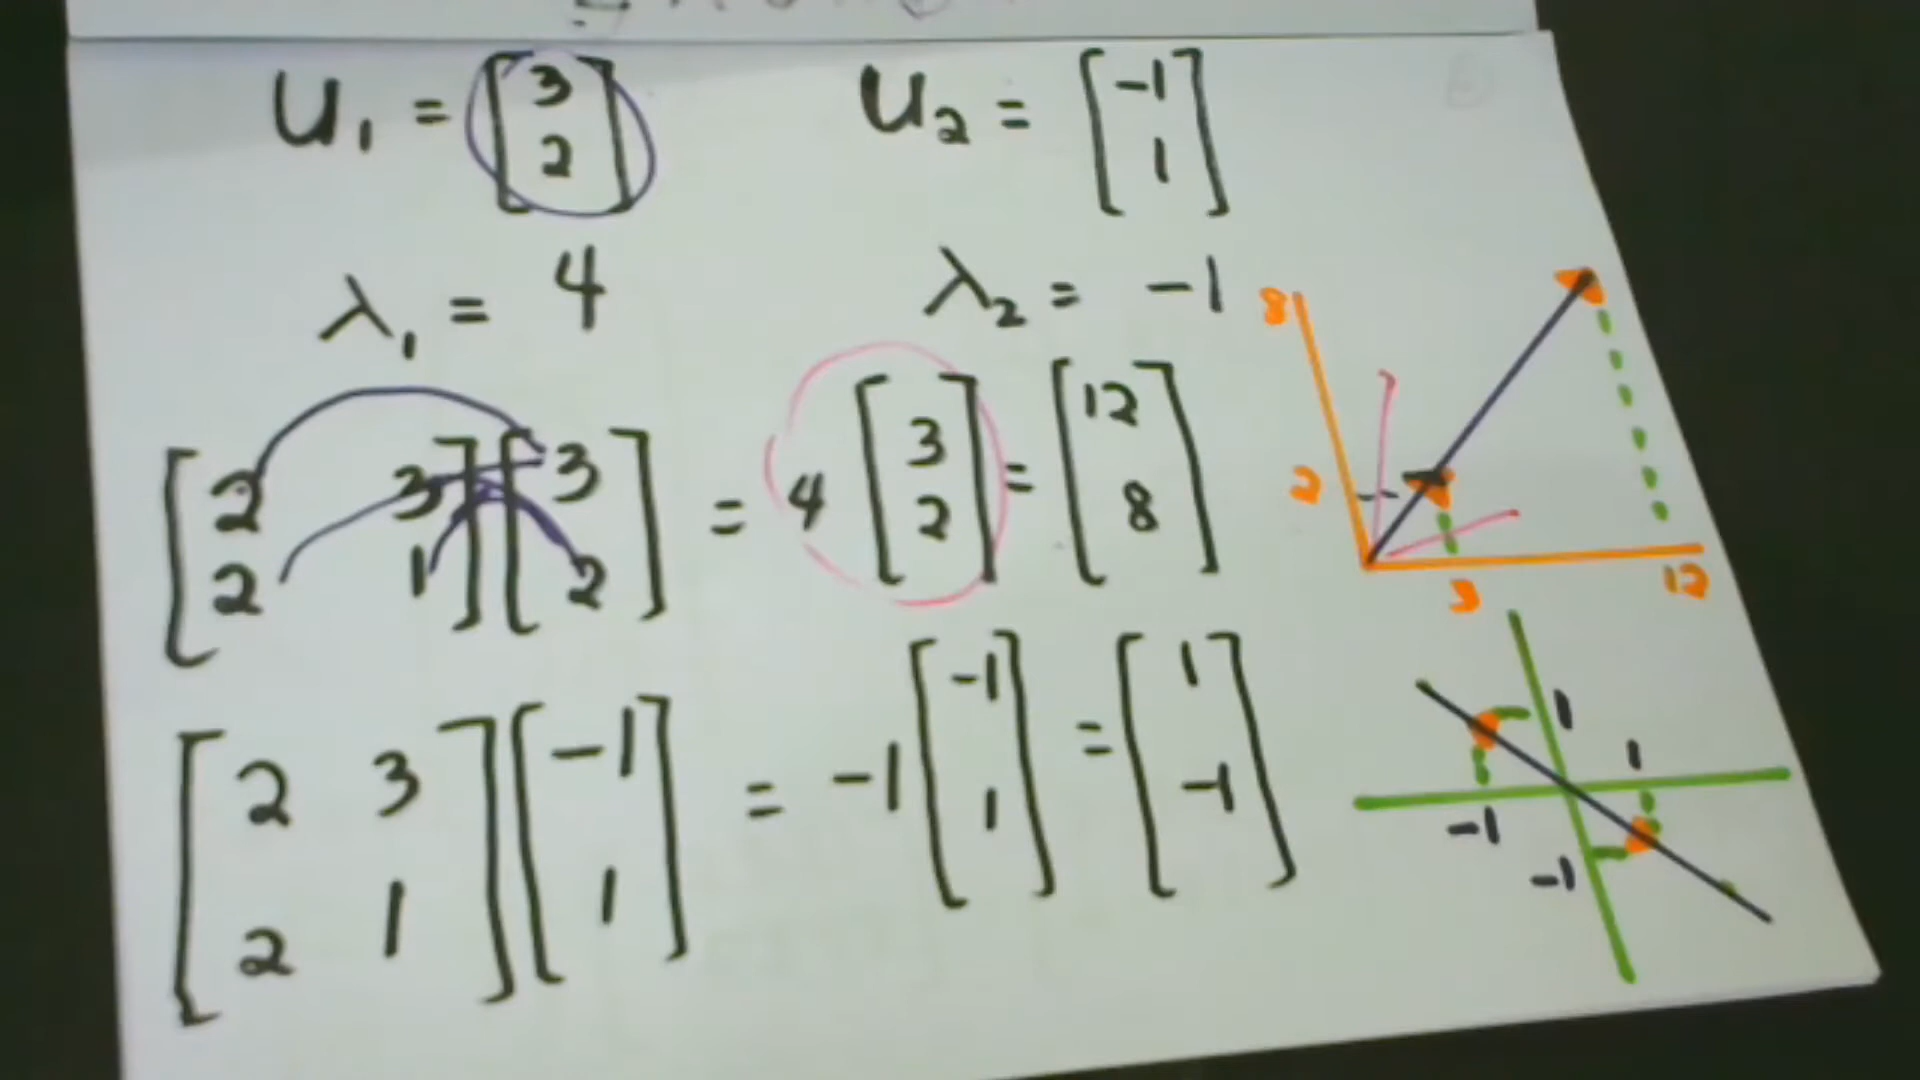 U₁ = [3 2]   U₂ = [-1 1]
λ₁ = 4   λ₂ = -1
[2 3 2 1] [3 2] = 4 [3 2] = [12 8]
[2 3 2 1] [-1 1] = -1 [-1 1] = [1 -1]
8
2
3 12
1
1
-1
-1